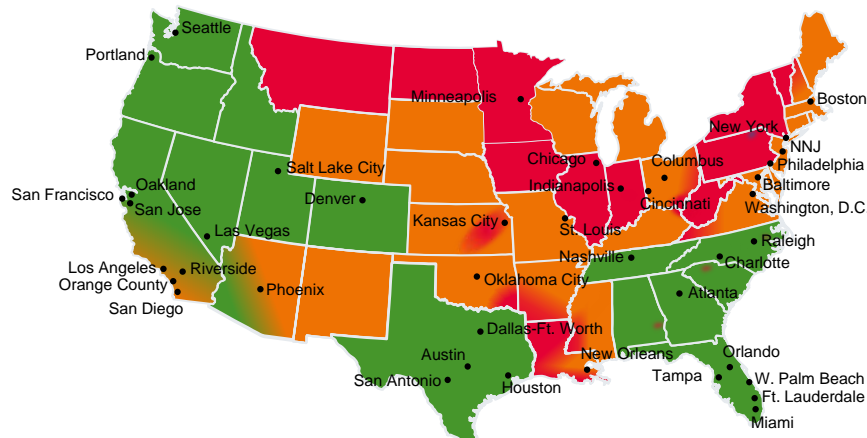 Seattle
Portland
Minneapolis
Boston
New York
NNJ
Chicago
Columbus
Philadelphia
Salt Lake City
Oakland
Indianapolis
Baltimore
San Francisco
San Jose
Denver
Cincinnati
Washington, D.C
Kansas City
St. Louis
Las Vegas
Raleigh
Nashville
Charlotte
Los Angeles
Riverside
Orange County
Oklahoma City
Phoenix
Atlanta
San Diego
Dallas-Ft. Worth
New Orleans
Austin
Orlando
San Antonio
Houston
Tampa
W. Palm Beach
Ft. Lauderdale
Miami